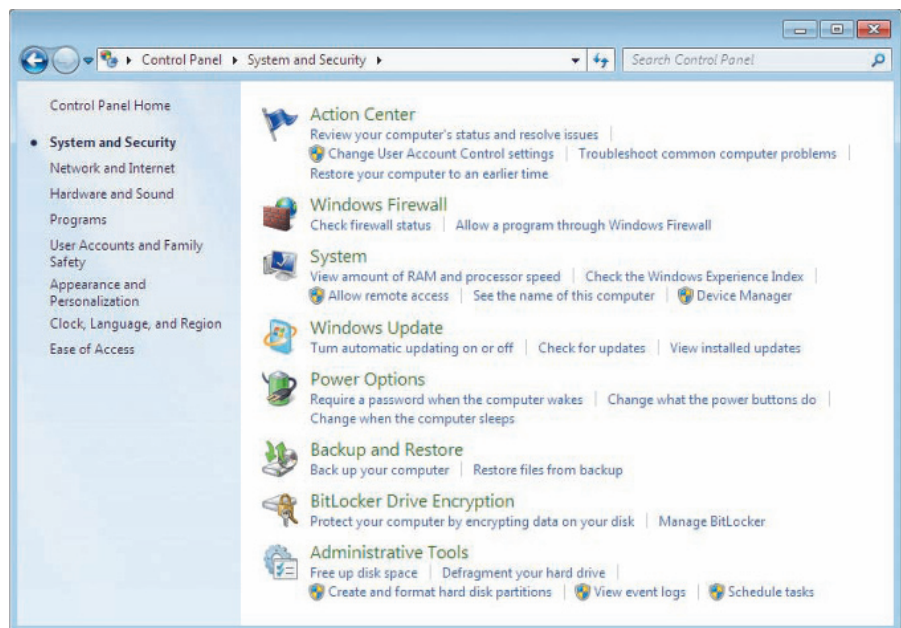 Control Panel
System and Security
Search Control Panel
Control Panel Home
System and Security
Network and Internet
Hardware and Sound
Programs
User Accounts and Family
Safety
Appearance and
Personalization
Clock, Language, and Region
Ease of Access
Action Center
Review your computer's status and resolve issues
Change User Account Control settings
Troubleshoot common computer problems
Restore your computer to an earlier time
Windows Firewall
Check firewall status
Allow a program through Windows Firewall
System
View amount of RAM and processor speed
Check the Windows Experience Index
Allow remote access
See the name of this computer
Device Manager
Windows Update
Turn automatic updating on or off
Check for updates
View installed updates
Power Options
Require a password when the computer wakes
Change what the power buttons do
Change when the computer sleeps
Backup and Restore
Back up your computer
Restore files from backup
BitLocker Drive Encryption
Protect your computer by encrypting data on your disk
Manage BitLocker
Administrative Tools
Free up disk space
Defragment your hard drive
Create and format hard disk partitions
View event logs
Schedule tasks